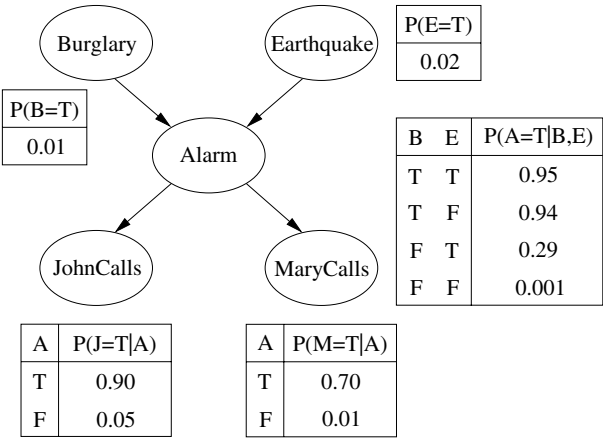 Burglary
Earthquake
P(E=T)
0.02
P(B=T)
0.01
Alarm
B E P(A=T|B,E)
T T 0.95
T F 0.94
F T 0.29
F F 0.001
JohnCalls
MaryCalls
A P(J=T|A)
T 0.90
F 0.05
A P(M=T|A)
T 0.70
F 0.01